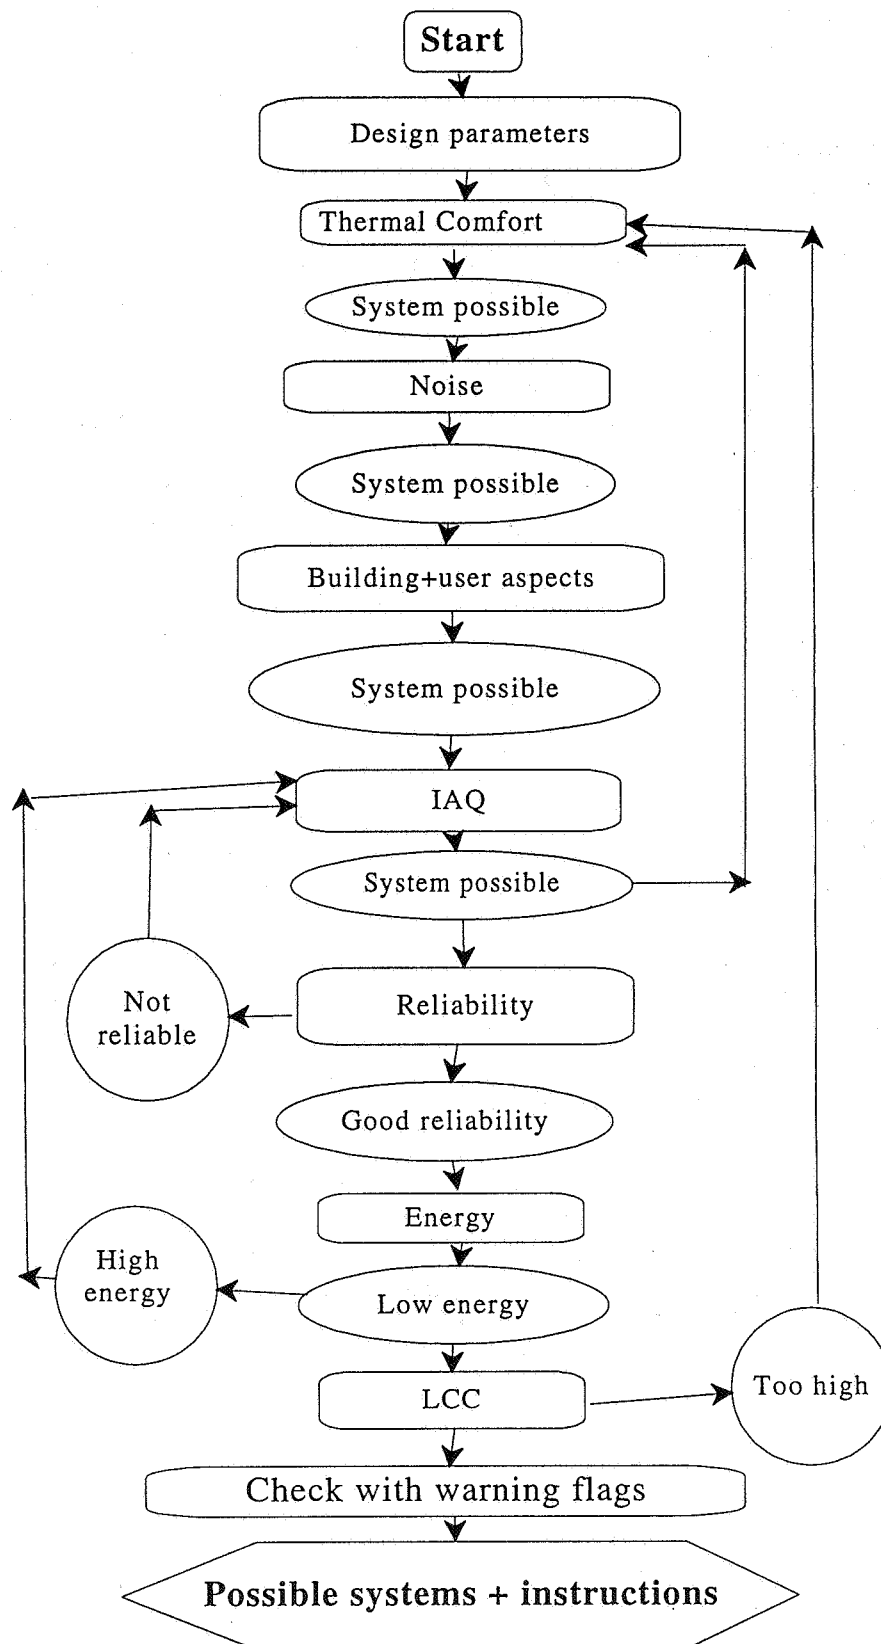 Start
Design parameters
Thermal Comfort
System possible
Noise
System possible
Building+user aspects
System possible
IAQ
System possible
Not
reliable
Reliability
Good reliability
Energy
High
energy
Low energy
LCC
Too high
Check with warning flags
Possible systems + instructions